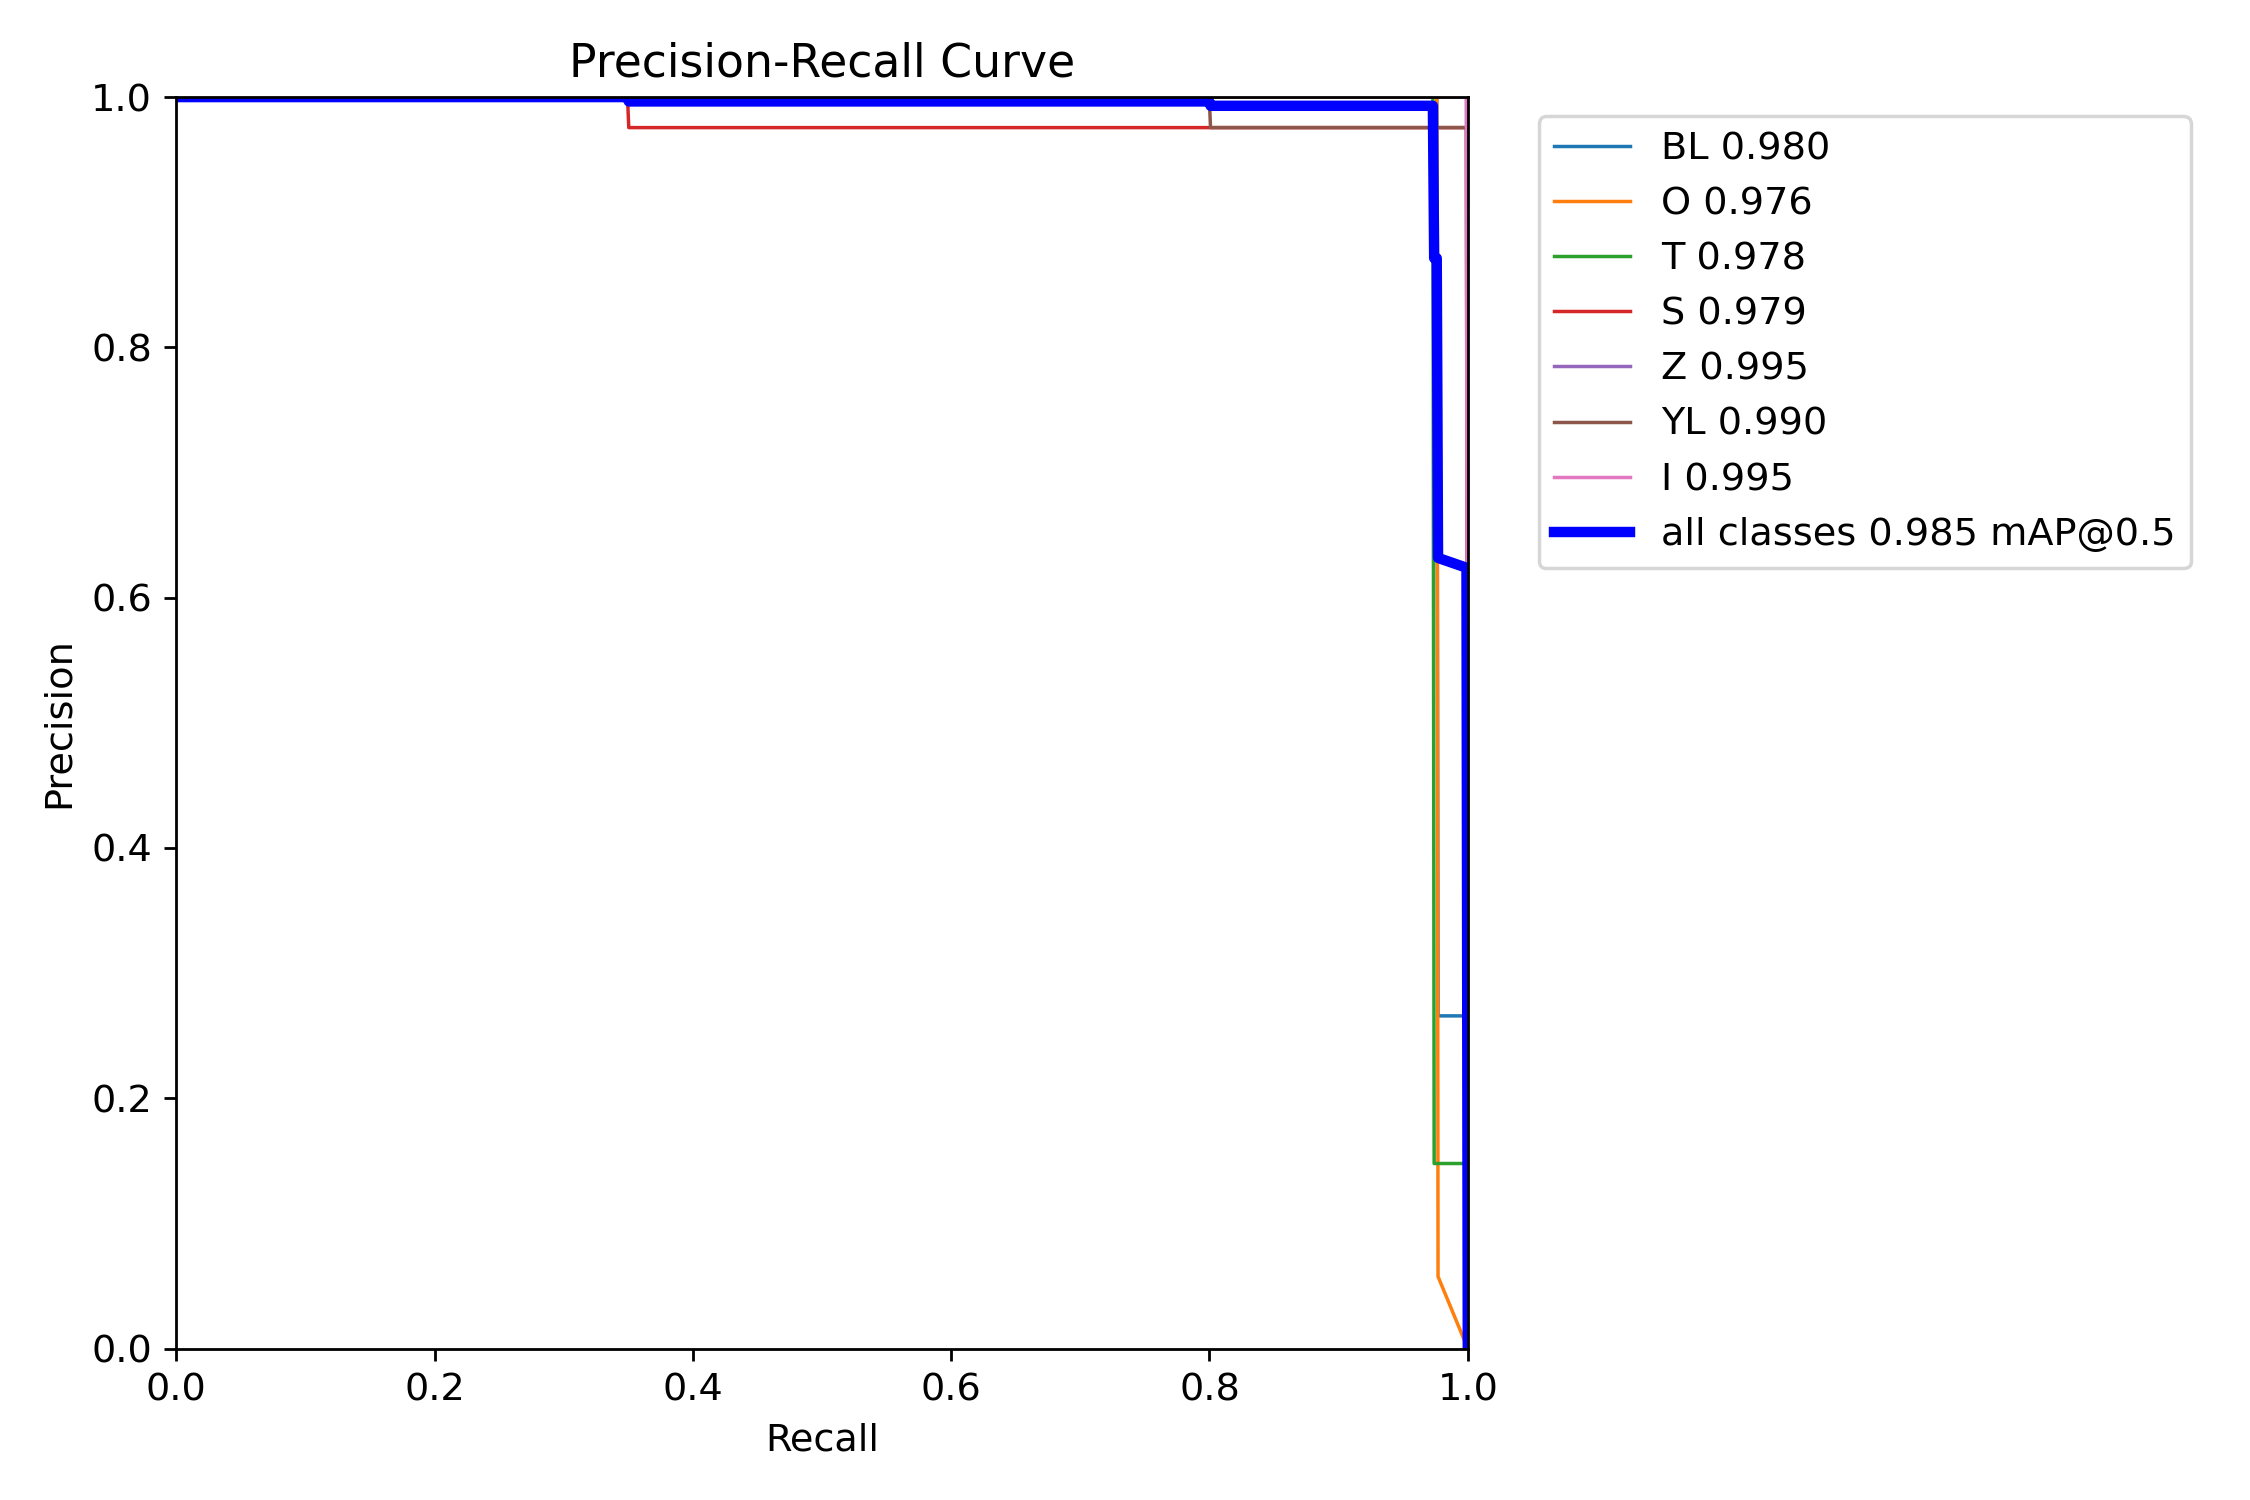 Precision-Recall Curve
1.0
0.8
0.6
0.4
0.2
0.0
Precision
0.0 0.2 0.4 0.6 0.8 1.0
Recall
BL 0.980
O 0.976
T 0.978
S 0.979
Z 0.995
YL 0.990
I 0.995
all classes 0.985 mAP@0.5